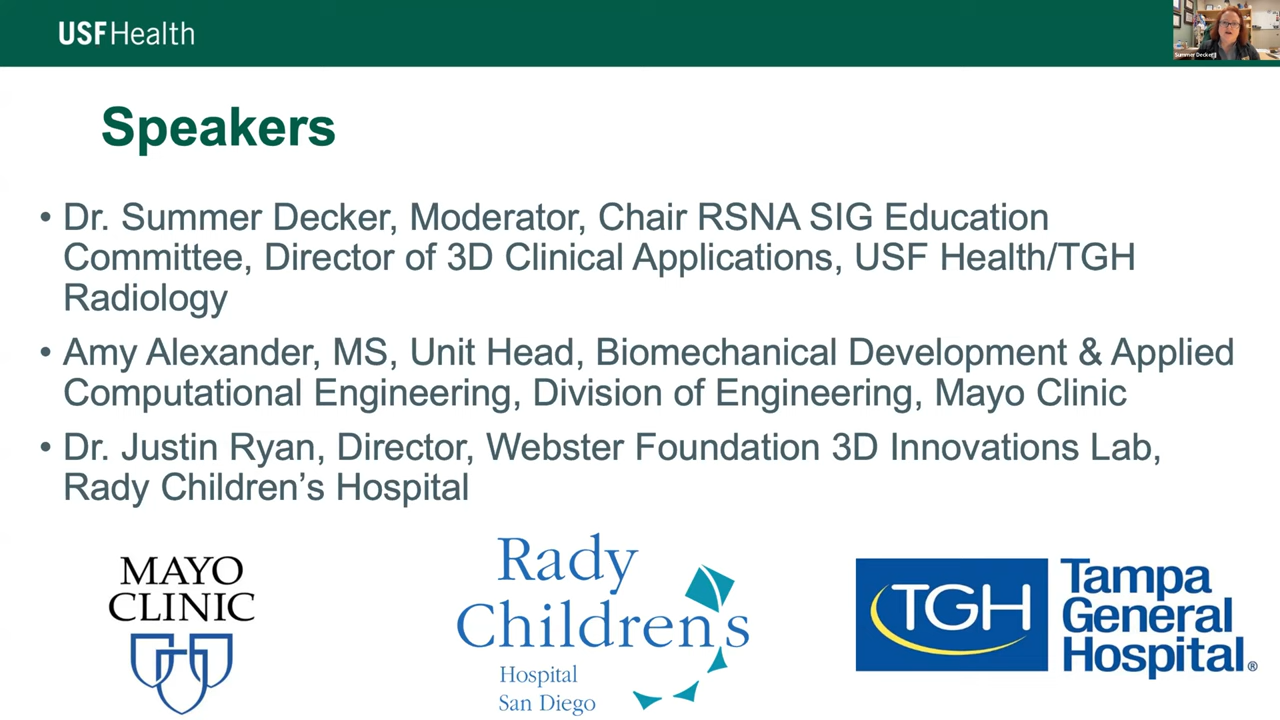 USF Health
Summer Decker
Speakers
• Dr. Summer Decker, Moderator, Chair RSNA SIG Education
Committee, Director of 3D Clinical Applications, USF Health/TGH
Radiology
• Amy Alexander, MS, Unit Head, Biomechanical Development & Applied
Computational Engineering, Division of Engineering, Mayo Clinic
• Dr. Justin Ryan, Director, Webster Foundation 3D Innovations Lab,
Rady Children’s Hospital
MAYO
CLINIC
Rady
Children's
Hospital
San Diego
TGH
Tampa
General
Hospital®